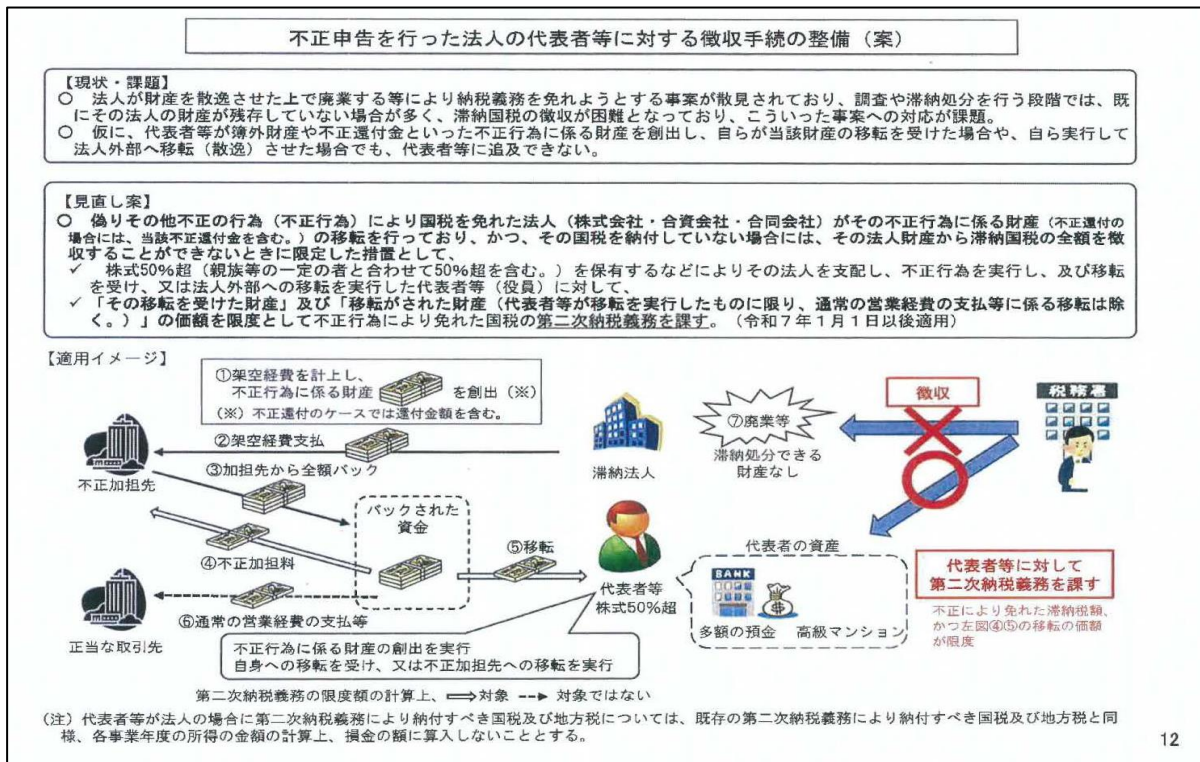 不正申告を行った法人の代表者等に対する徴収手続の整備（案）
【現状・課題】
○　法人が財産を散逸させた上で廃業する等により納税義務を免れようとする事案が散見されており、調査や滞納処分を行う段階では、既
にその法人の財産が残存していない場合が多く、滞納国税の徴収が困難となっており、こういった事案への対応が課題。
○　仮に、代表者等が簿外財産や不正還付金といった不正行為に係る財産を創出し、自らが当該財産の移転を受けた場合や、自ら実行して
法人外部へ移転（散逸）させた場合でも、代表者等に追及できない。
【見直し案】
○　偽りその他不正の行為（不正行為）により国税を免れた法人（株式会社・合資会社・合同会社）がその不正行為に係る財産（不正還付の
場合には、当該不正還付金を含む。）の移転を行っており、かつ、その国税を納付していない場合には、その法人財産から滞納国税の全額を徴
収することができないときに限定した措置として、
✓　株式50％超（親族等の一定の者と合わせて50％超を含む。）を保有するなどによりその法人を支配し、不正行為を実行し、及び移転
を受け、又は法人外部への移転を実行した代表者等（役員）に対して、
✓　「その移転を受けた財産」及び「移転がされた財産（代表者等が移転を実行したものに限り、通常の営業経費の支払等に係る移転は除
く。）」の価額を限度として不正行為により免れた国税の第二次納税義務を課す。（令和７年１月１日以後適用）
【適用イメージ】
①架空経費を計上し、
不正行為に係る財産　を創出（※）
（※）不正還付のケースでは還付金額を含む。
②架空経費支払
③加担先から全額バック
不正加担先
バックされた
資金
④不正加担料
⑤移転
⑥通常の営業経費の支払等
正当な取引先
滞納法人
代表者等
株式50％超
⑦廃業等
滞納処分できる
財産なし
徴収
税務署
代表者の資産
BANK
$
多額の預金　高級マンション
代表者等に対して
第二次納税義務を課す
不正により免れた滞納税額、
かつ左図④⑤の移転の価額
が限度
不正行為に係る財産の創出を実行
自身への移転を受け、又は不正加担先への移転を実行
第二次納税義務の限度額の計算上、⟹対象 --→ 対象ではない
（注）代表者等が法人の場合に第二次納税義務により納付すべき国税及び地方税については、既存の第二次納税義務により納付すべき国税及び地方税と同
様、各事業年度の所得の金額の計算上、損金の額に算入しないこととする。
12